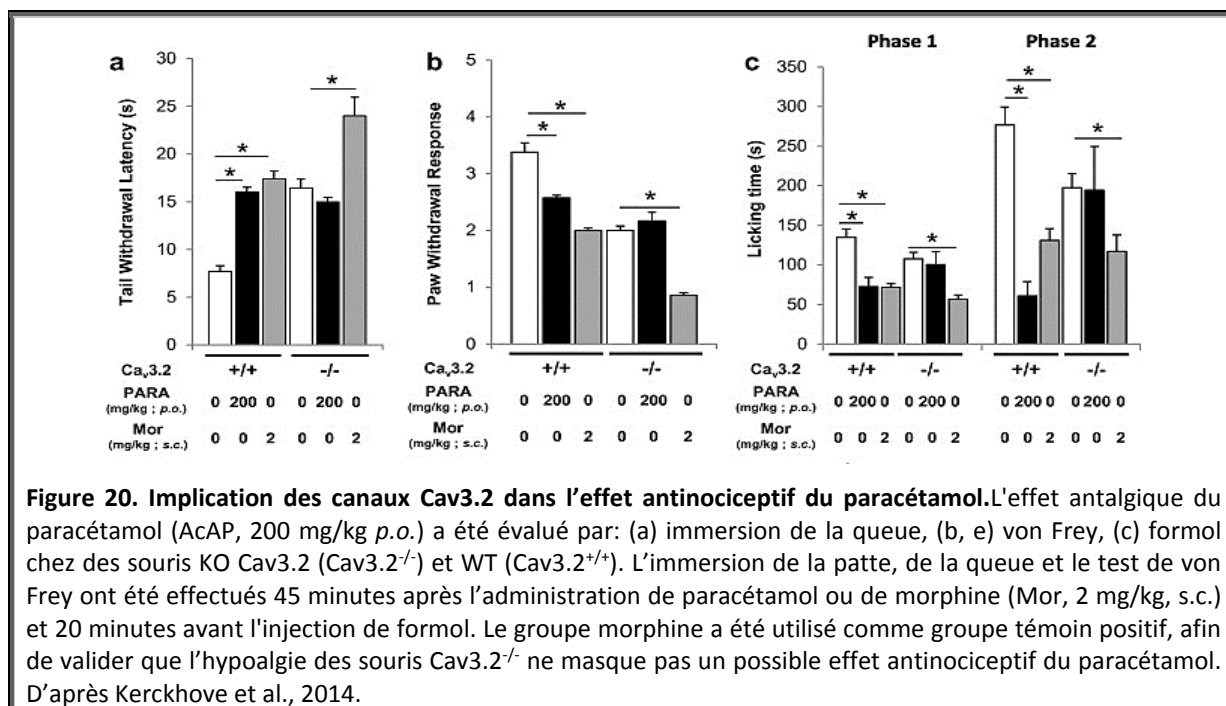 Phase 1
Phase 2
a
Tail Withdrawal Latency (s)
30
25
20
15
10
5
0
*
*
*
Cav3.2
+/+
-/-
PARA
(mg/kg ; p.o.)
0 200 0 0 200 0
Mor
(mg/kg ; s.c.)
0 0 2 0 0 2
b
Paw Withdrawal Response
5
4
3
2
1
0
*
*
*
Cav3.2
+/+
-/-
PARA
(mg/kg ; p.o.)
0 200 0 0 200 0
Mor
(mg/kg ; s.c.)
0 0 2 0 0 2
c
Licking time (s)
350
300
250
200
150
100
50
0
*
*
*
*
*
*
Cav3.2
+/+
-/-
+/+
-/-
PARA
(mg/kg ; p.o.)
0 200 0 0 200 0 0 200 0 0 200 0
Mor
(mg/kg ; s.c.)
0 0 2 0 0 2 0 0 2 0 0 2
Figure 20. Implication des canaux Cav3.2 dans l’effet antinociceptif du paracétamol.L'effet antalgique du
paracétamol (AcAP, 200 mg/kg p.o.) a été évalué par: (a) immersion de la queue, (b, e) von Frey, (c) formol
chez des souris KO Cav3.2 (Cav3.2-/-) et WT (Cav3.2+/+). L’immersion de la patte, de la queue et le test de von
Frey ont été effectués 45 minutes après l’administration de paracétamol ou de morphine (Mor, 2 mg/kg, s.c.)
et 20 minutes avant l'injection de formol. Le groupe morphine a été utilisé comme groupe témoin positif, afin
de valider que l’hypoalgie des souris Cav3.2-/- ne masque pas un possible effet antinociceptif du paracétamol.
D’après Kerckhove et al., 2014.